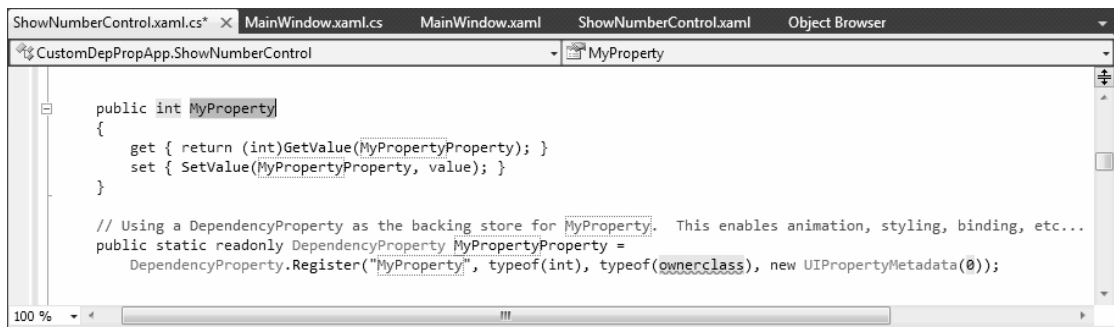 ShowNumberControl.xaml.cs* MainWindow.xaml.cs MainWindow.xaml ShowNumberControl.xaml Object Browser
CustomDepPropApp.ShowNumberControl MyProperty
public int MyProperty
{
get { return (int)GetValue(MyPropertyProperty); }
set { SetValue(MyPropertyProperty, value); }
}
// Using a DependencyProperty as the backing store for MyProperty. This enables animation, styling, binding, etc...
public static readonly DependencyProperty MyPropertyProperty =
DependencyProperty.Register("MyProperty", typeof(int), typeof(ownerclass), new UIPropertyMetadata(0));
100 %